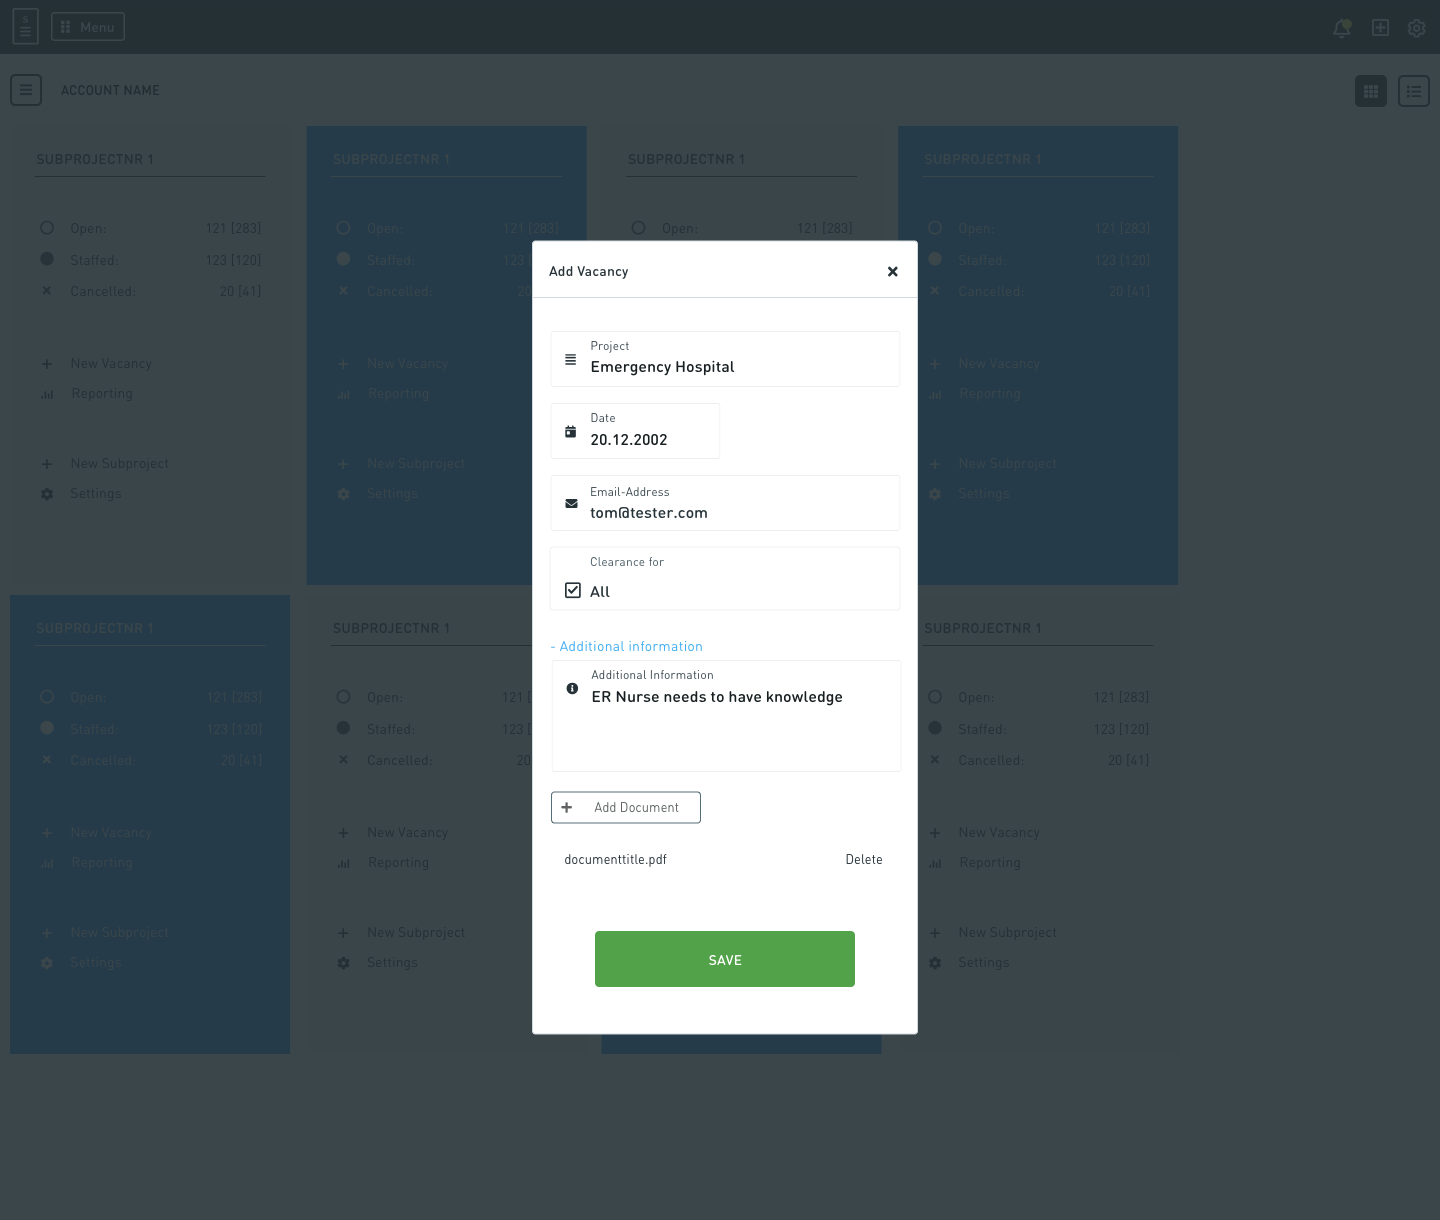 S
Menu
ACCOUNT NAME
SUBPROJECTNR 1
Open: 121 [283]
Staffed: 123 [120]
Cancelled: 20 [41]
New Vacancy
Reporting
New Subproject
Settings
SUBPROJECTNR 1
Open: 121 [283]
Staffed: 123 [
Cancelled: 20
New Vacancy
Reporting
New Subproject
Settings
SUBPROJECTNR 1
Open: 121 [283]
SUBPROJECTNR 1
Open: 121 [283]
Staffed: 123 [120]
Cancelled: 20 [41]
New Vacancy
Reporting
New Subproject
Settings
Add Vacancy
Project
Emergency Hospital
Date
20.12.2002
Email-Address
tom@tester.com
Clearance for
All
- Additional information
Additional Information
ER Nurse needs to have knowledge
Add Document
documenttitle.pdf Delete
SAVE
SUBPROJECTNR 1
Open: 121 [283]
Staffed: 123 [120]
Cancelled: 20 [41]
New Vacancy
Reporting
New Subproject
Settings
SUBPROJECTNR 1
Open: 121 [
Staffed: 123 [
Cancelled: 20
New Vacancy
Reporting
New Subproject
Settings
SUBPROJECTNR 1
Open: 121 [283]
Staffed: 123 [120]
Cancelled: 20 [41]
New Vacancy
Reporting
New Subproject
Settings